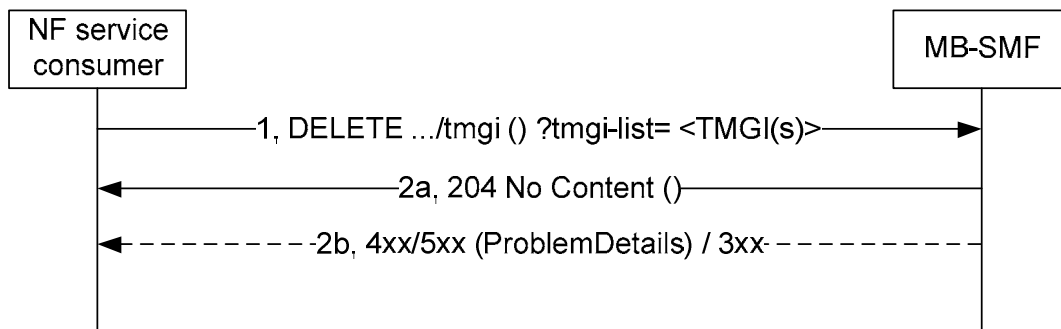 NF service
consumer
MB-SMF
1, DELETE .../tmgi () ?tmgi-list= <TMGI(s)>
2a, 204 No Content ()
2b, 4xx/5xx (ProblemDetails) / 3xx